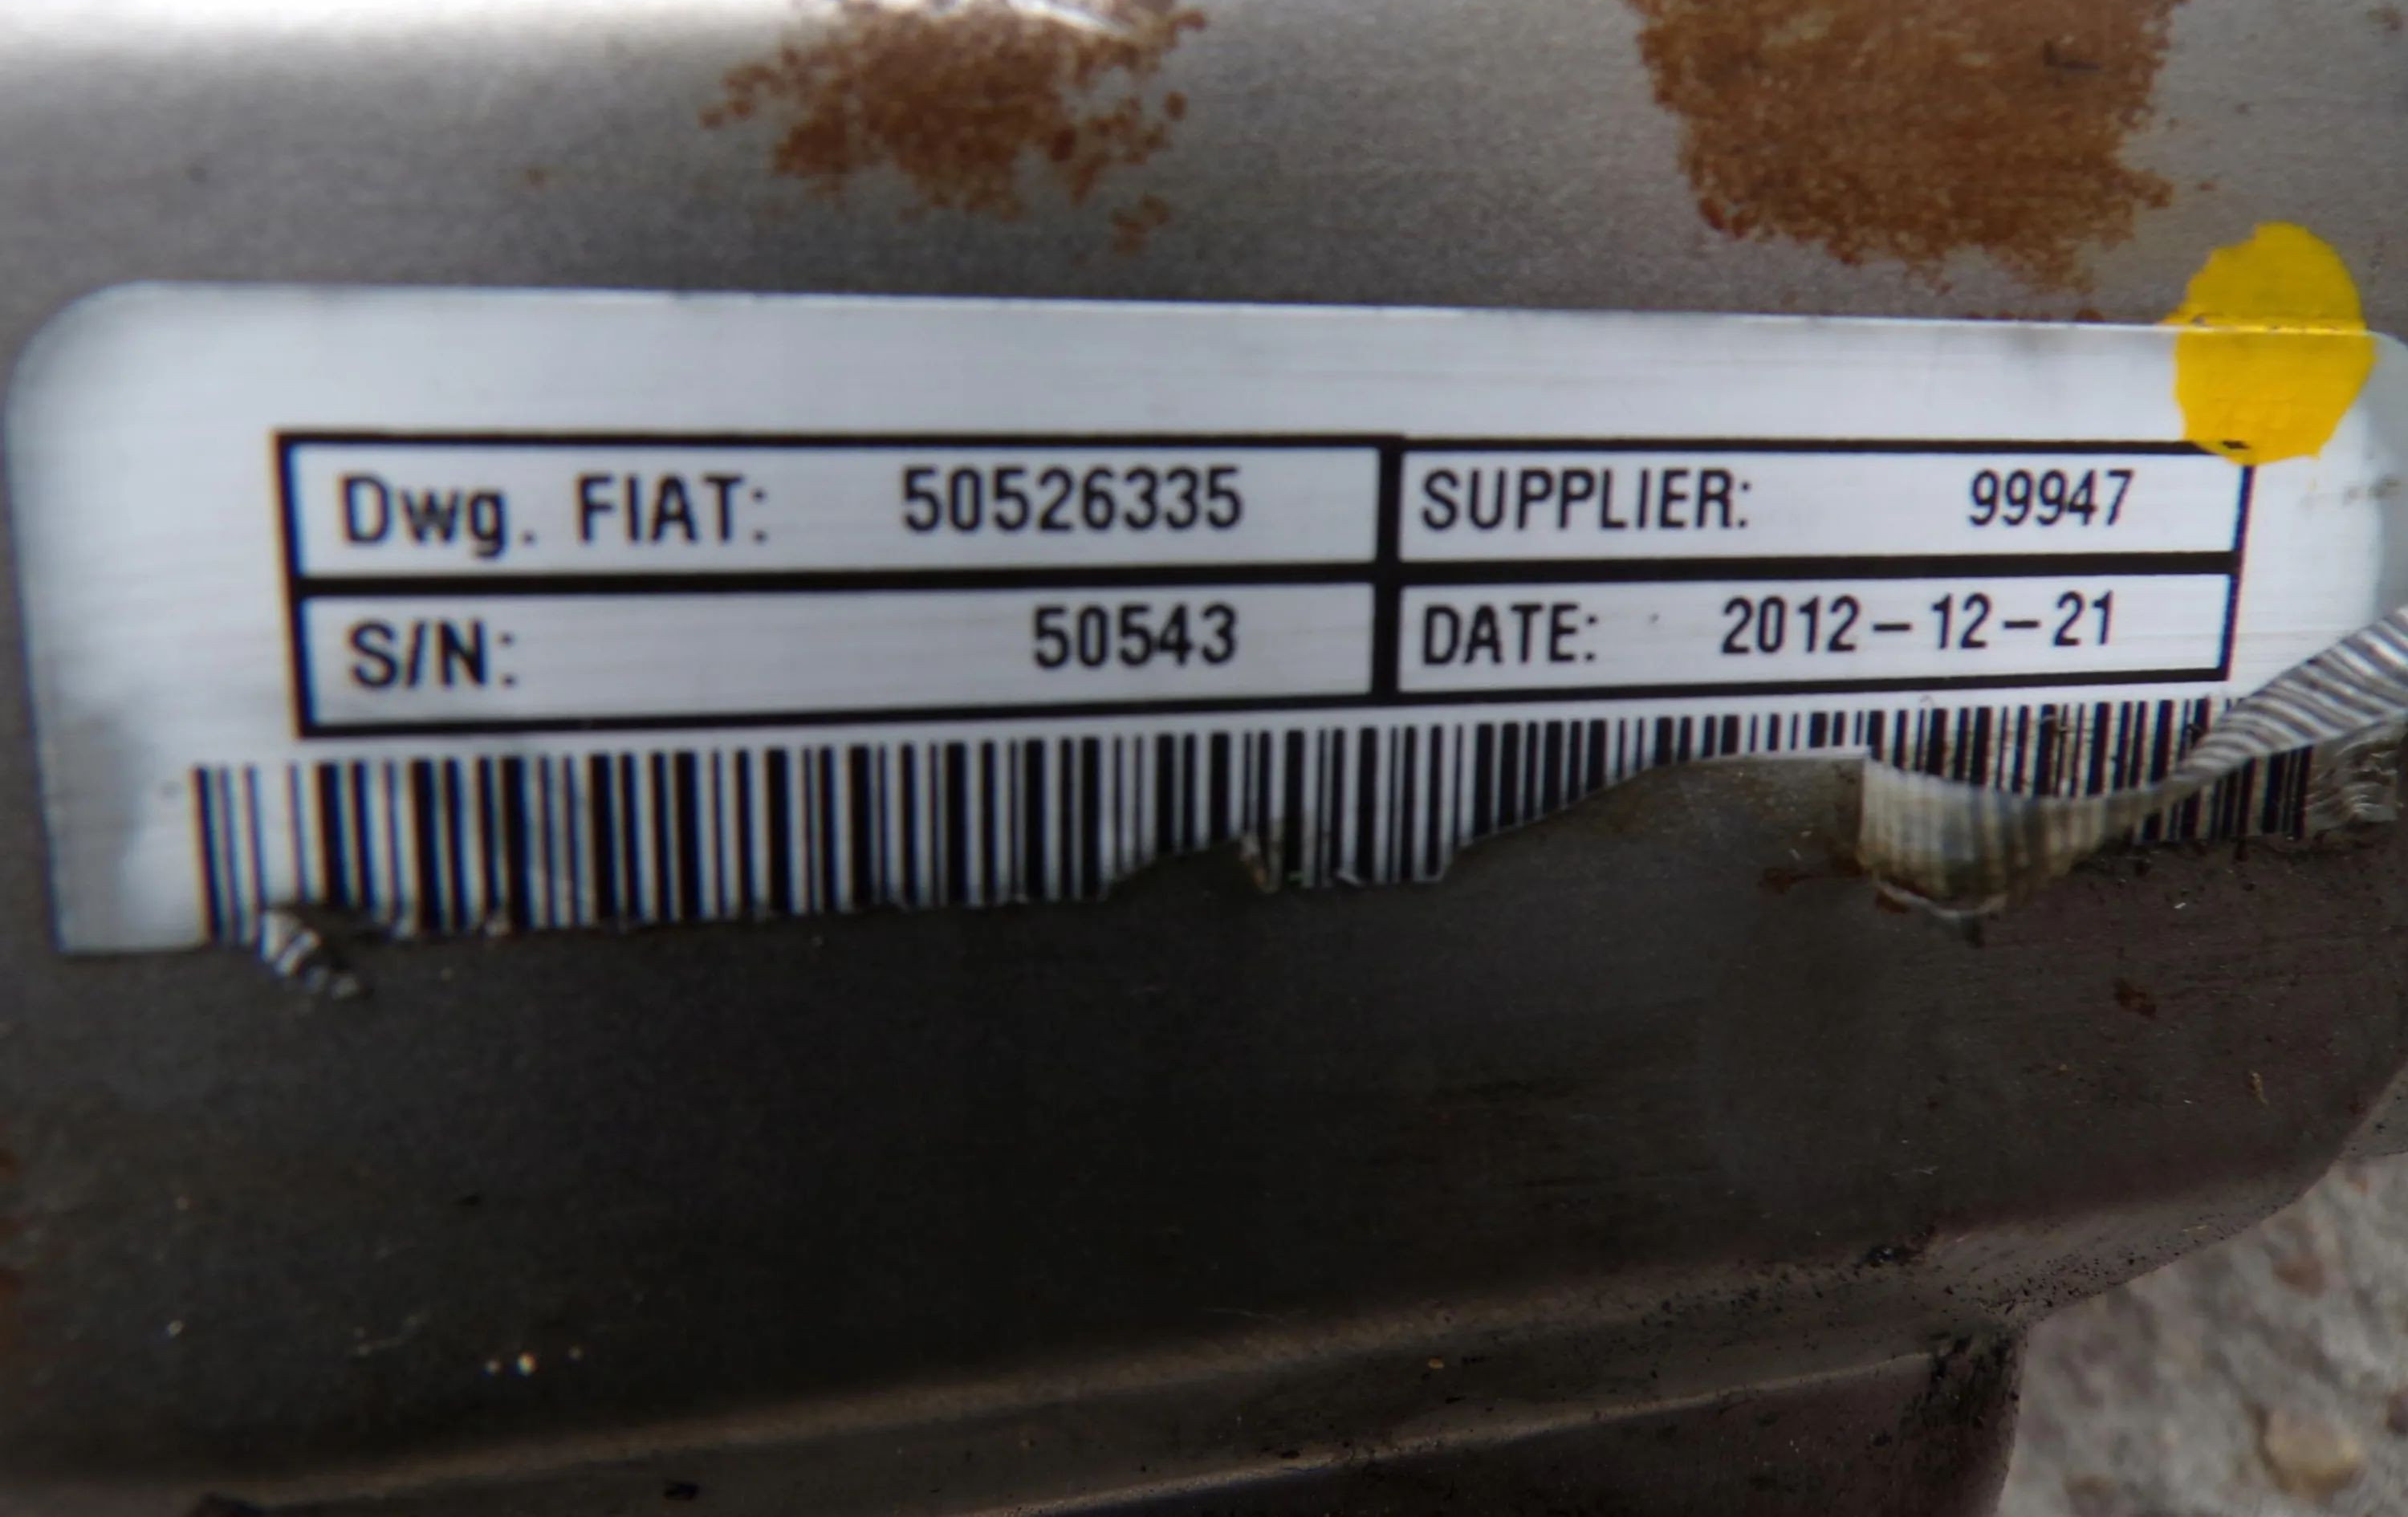 Dwg. FIAT: 50526335 SUPPLIER: 99947
S/N: 50543 DATE: 2012-12-21